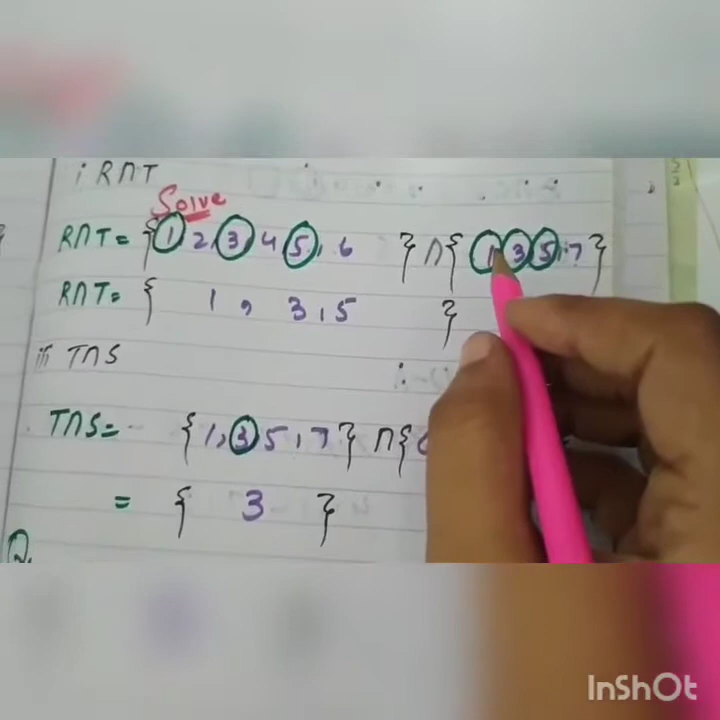 i R∩T
Solve
R∩T = {1 2 3, 4 5, 6 } ∩ { 1 3 5, 7 }
R∩T = { 1, 3, 5 }
iii T∩S
T∩S = {1, 3 5, 7 } ∩ {
= { 3 }
Q
InShOt